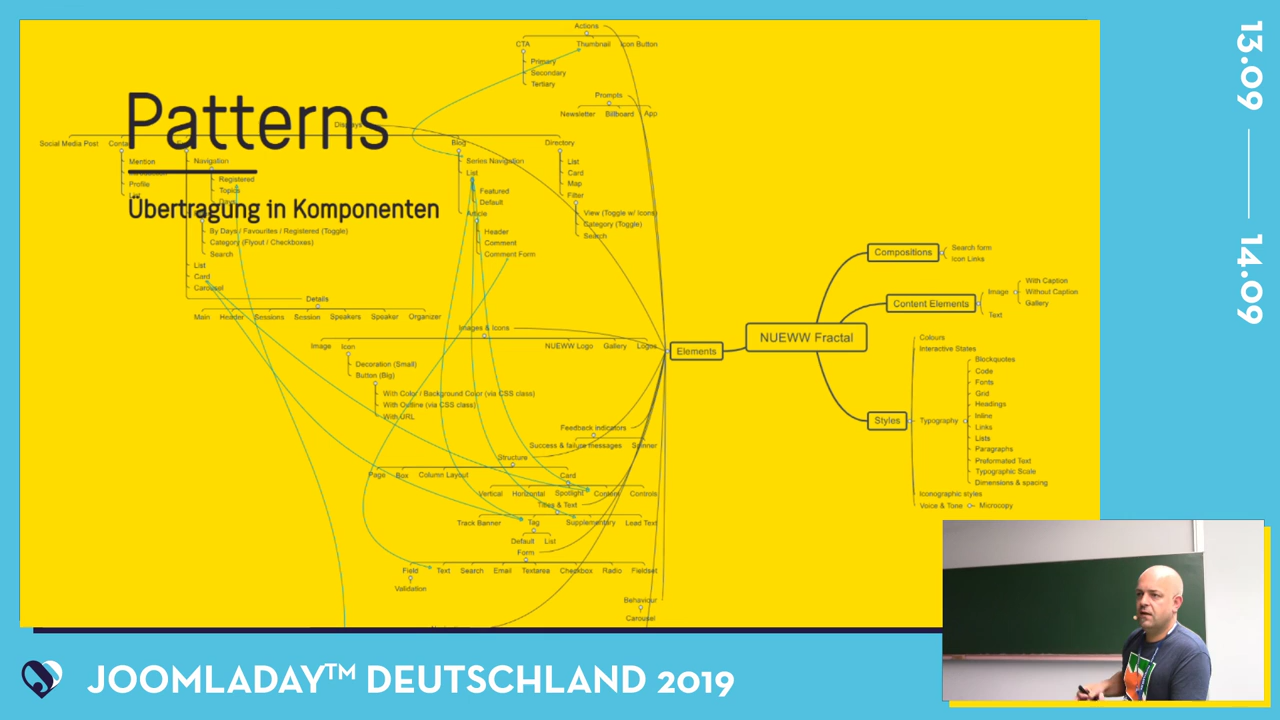 Patterns
Übertragung in Komponenten
Actions
CTA Thumbnail Icon Button
Primary
Secondary
Tertiary
Prompts
Newsletter Billboard App
Displays
Social Media Post
Blog
Directory
Mention
Profile
Navigation
Registered
Topics
By Days / Favourites / Registered (Toggle)
Category (Flyout / Checkboxes)
Search
List
Card
Carousel
Details
Main Header Sessions Session Speakers Speaker Organizer
Series Navigation
List
Featured
Default
Article
Header
Comment
Comment Form
List
Card
Map
Filter
View (Toggle w/ Icons)
Category (Toggle)
Search
Images & Icons
Image Icon NUEWW Logo Gallery Logos
Decoration (Small)
Button (Big)
With Color / Background Color (via CSS class)
With Outline (via CSS class)
With URL
Feedback indicators
Success & failure messages Spinner
Structure
Page Box Column Layout Card
Vertical Horizontal Spotlight Content Controls
Titles & Text
Track Banner Tag Supplementary Lead Text
Default List
Form
Field Text Search Email Textarea Checkbox Radio Fieldset
Validation
Behaviour
Carousel
Elements
NUEWW Fractal
Compositions
Search form
Icon Links
Content Elements
Image
With Caption
Without Caption
Gallery
Text
Styles
Colours
Interactive States
Typography
Blockquotes
Code
Fonts
Grid
Headings
Inline
Links
Lists
Paragraphs
Preformated Text
Typographic Scale
Dimensions & spacing
Iconographic styles
Voice & Tone Microcopy
13.09
14.09
JOOMLADAY™ DEUTSCHLAND 2019